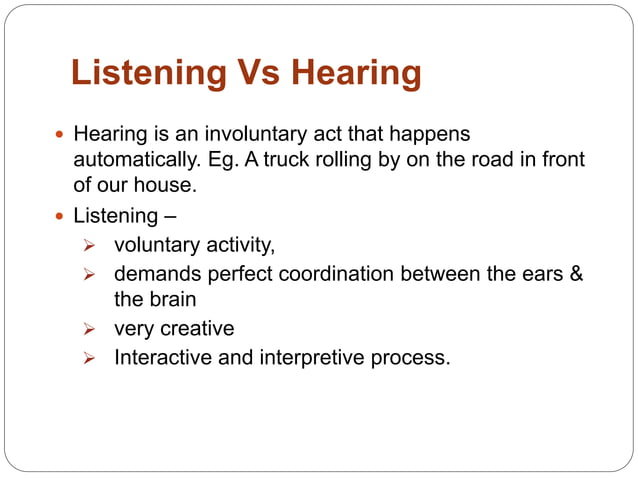 Listening Vs Hearing
• Hearing is an involuntary act that happens
automatically. Eg. A truck rolling by on the road in front
of our house.
• Listening –
➢ voluntary activity,
➢ demands perfect coordination between the ears &
the brain
➢ very creative
➢ Interactive and interpretive process.